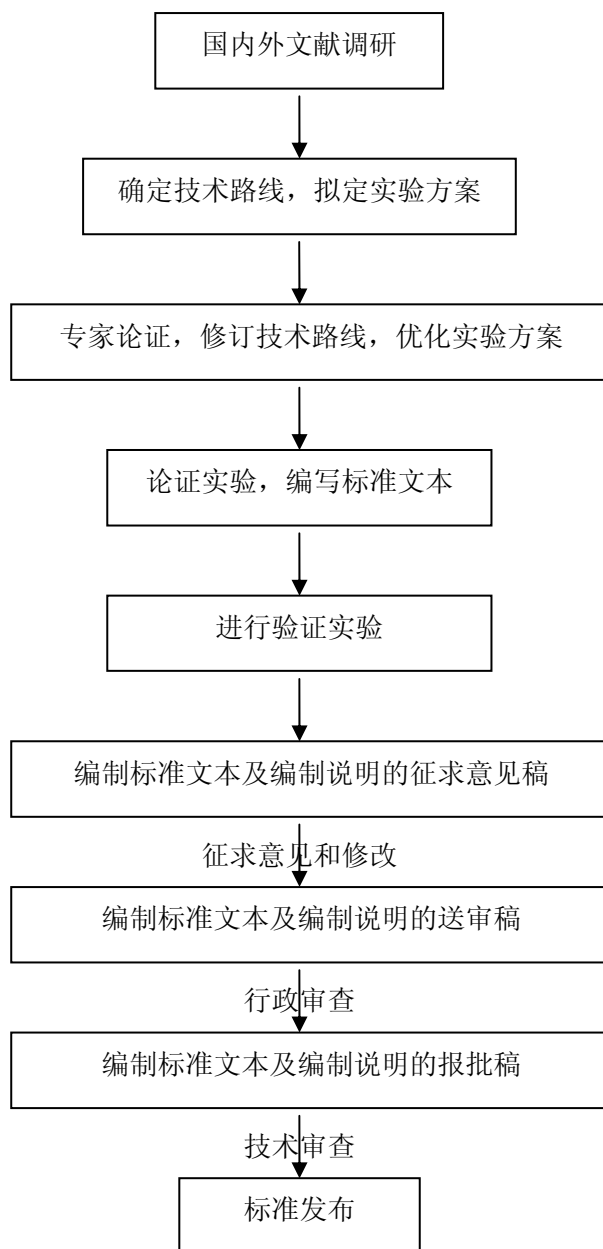 国内外文献调研
确定技术路线，拟定实验方案
专家论证，修订技术路线，优化实验方案
论证实验，编写标准文本
进行验证实验
编制标准文本及编制说明的征求意见稿
征求意见和修改
编制标准文本及编制说明的送审稿
行政审查
编制标准文本及编制说明的报批稿
技术审查
标准发布